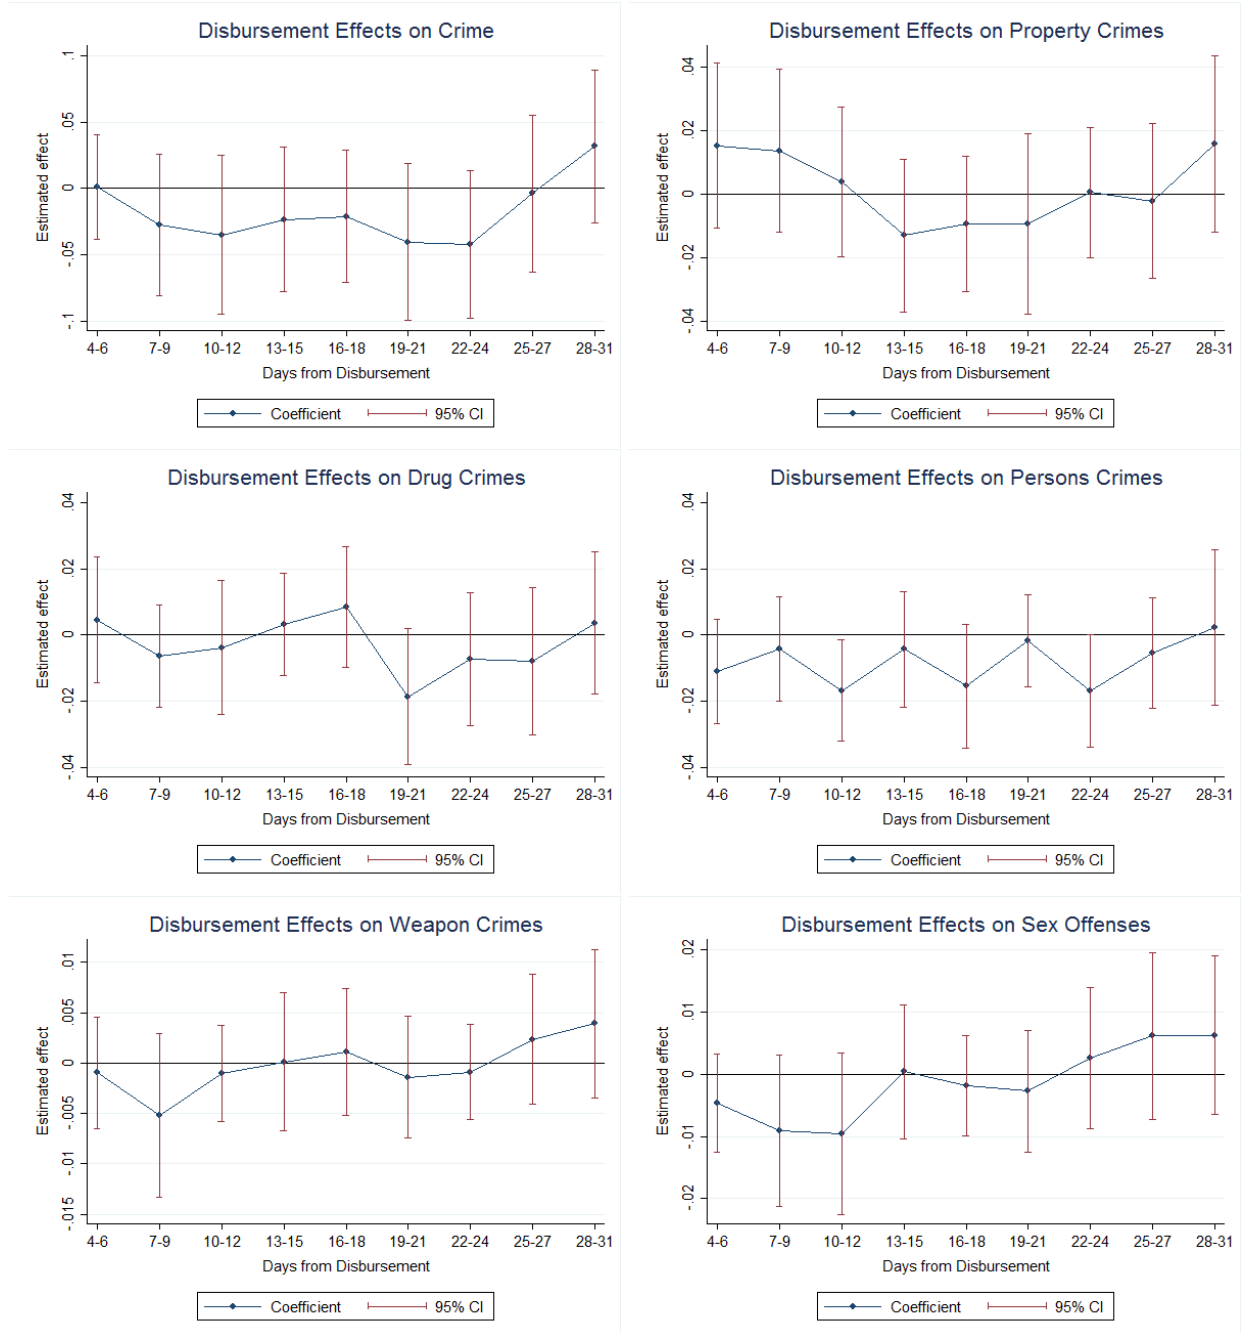 Disbursement Effects on Crime
.1
.05
0
-.05
-.1
Estimated effect
4-6 7-9 10-12 13-15 16-18 19-21 22-24 25-27 28-31
Days from Disbursement
Coefficient 95% CI
Disbursement Effects on Property Crimes
.04
.02
0
-.02
-.04
Estimated effect
4-6 7-9 10-12 13-15 16-18 19-21 22-24 25-27 28-31
Days from Disbursement
Coefficient 95% CI
Disbursement Effects on Drug Crimes
.04
.02
0
-.02
-.04
Estimated effect
4-6 7-9 10-12 13-15 16-18 19-21 22-24 25-27 28-31
Days from Disbursement
Coefficient 95% CI
Disbursement Effects on Persons Crimes
.04
.02
0
-.02
-.04
Estimated effect
4-6 7-9 10-12 13-15 16-18 19-21 22-24 25-27 28-31
Days from Disbursement
Coefficient 95% CI
Disbursement Effects on Weapon Crimes
.01
.005
0
-.005
-.01
-.015
Estimated effect
4-6 7-9 10-12 13-15 16-18 19-21 22-24 25-27 28-31
Days from Disbursement
Coefficient 95% CI
Disbursement Effects on Sex Offenses
.02
.01
0
-.01
-.02
Estimated effect
4-6 7-9 10-12 13-15 16-18 19-21 22-24 25-27 28-31
Days from Disbursement
Coefficient 95% CI